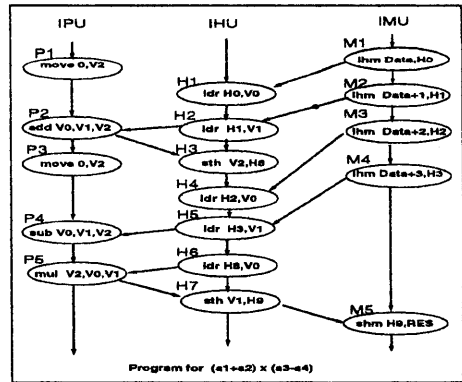 IPU
IHU
IMU
P1
move 0,V2
P2
add V0,V1,V2
P3
move 0,V2
P4
sub V0,V1,V2
P5
mul V2,V0,V1
H1
ldr H0,V0
H2
ldr H1,V1
H3
sth V2,H8
H4
ldr H2,V0
H5
ldr H3,V1
H6
ldr H8,V0
H7
sth V1,H9
M1
lhm Data,H0
M2
lhm Data+1,H1
M3
lhm Data+2,H2
M4
lhm Data+3,H3
M5
shm H9,RES
Program for (a1+a2) x (a3-a4)